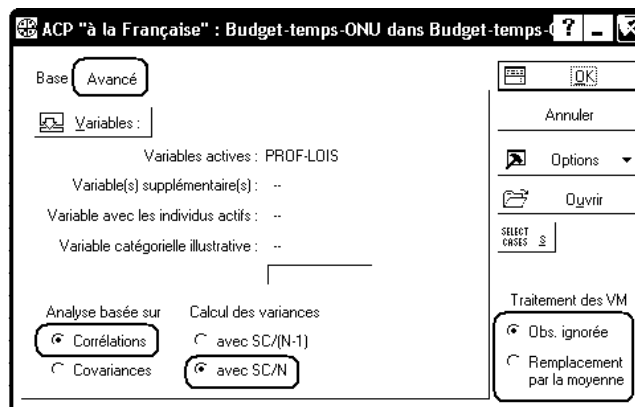 ACP "à la Française" : Budget-temps-ONU dans Budget-temps-
Base Avancé
OK
Variables :
Annuler
Variables actives : PROF-LOIS
Options
Variable(s) supplémentaire(s) : --
Variable avec les individus actifs : --
Ouvrir
Variable catégorielle illustrative : --
SELECT CASES S
Traitement des VM
Analyse basée sur Calcul des variances
Obs. ignorée
Corrélations avec SC/(N-1)
Remplacement
Covariances avec SC/N
par la moyenne